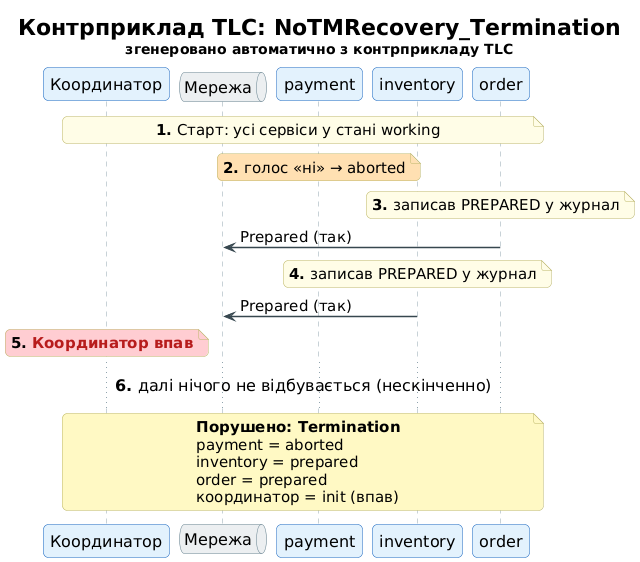 Контрприклад TLC: NoTMRecovery_Termination
згенеровано автоматично з контрприкладу TLC
Координатор Мережа payment inventory order
1. Старт: усі сервіси у стані working
2. голос «ні» → aborted
3. записав PREPARED у журнал
Prepared (так)
4. записав PREPARED у журнал
Prepared (так)
5. Координатор впав
6. далі нічого не відбувається (нескінченно)
Порушено: Termination
payment = aborted
inventory = prepared
order = prepared
координатор = init (впав)
Координатор Мережа payment inventory order